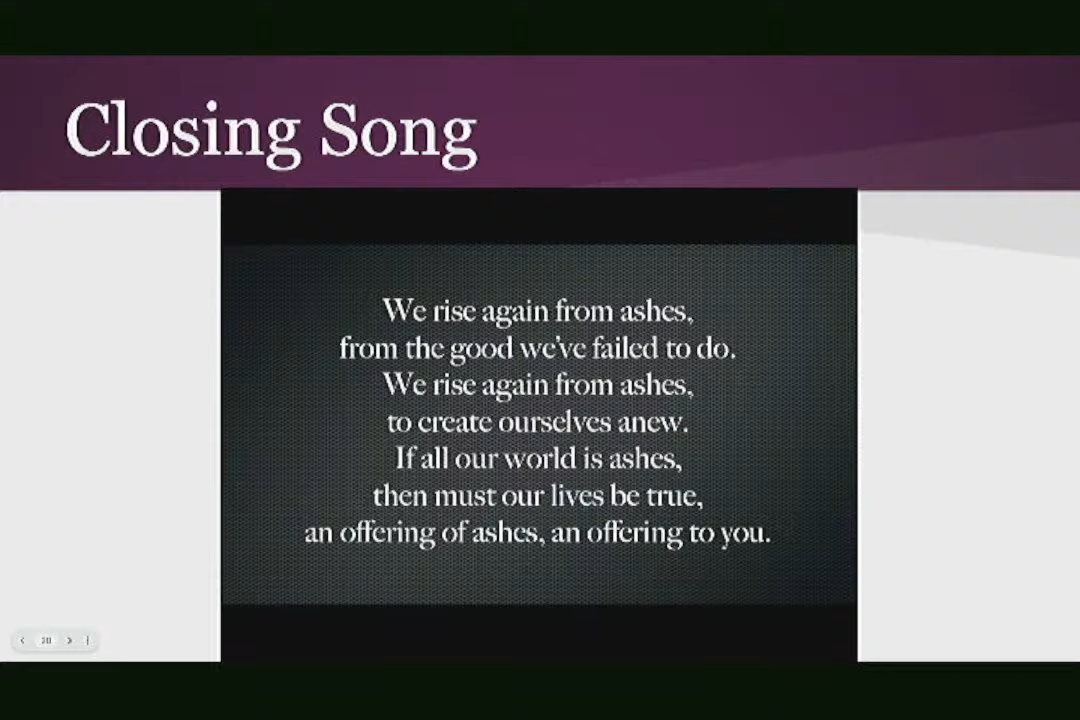 Closing Song
We rise again from ashes,
from the good we've failed to do.
We rise again from ashes,
to create ourselves anew.
If all our world is ashes,
then must our lives be true,
an offering of ashes, an offering to you.